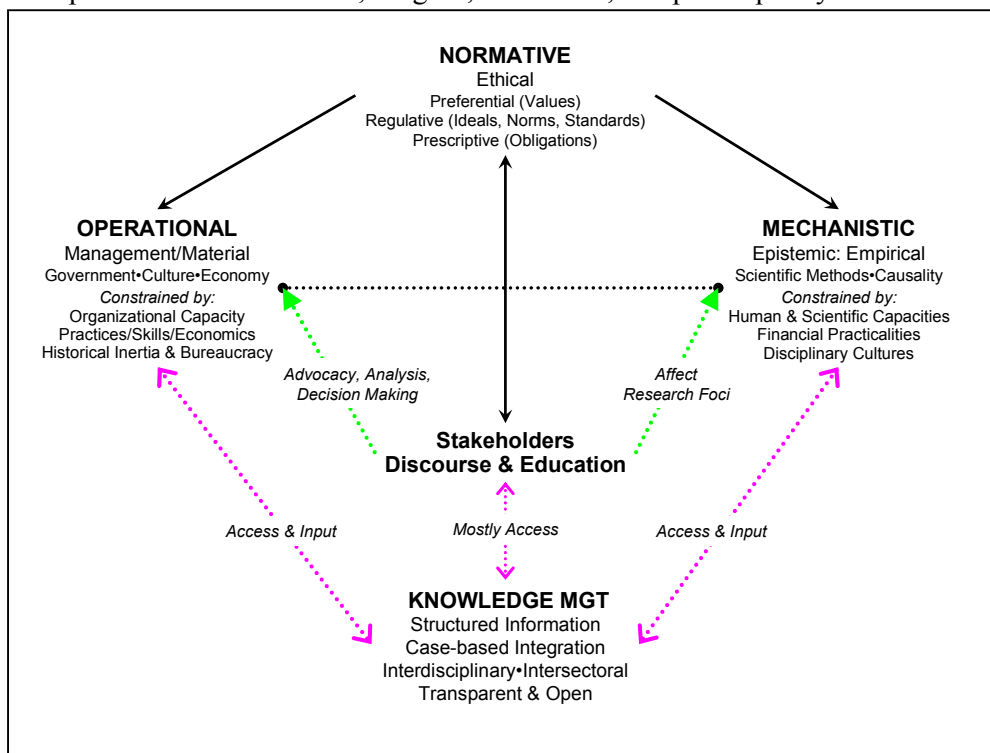 NORMATIVE
Ethical
Preferential (Values)
Regulative (Ideals, Norms, Standards)
Prescriptive (Obligations)
OPERATIONAL
Management/Material
Government•Culture•Economy
Constrained by:
Organizational Capacity
Practices/Skills/Economics
Historical Inertia & Bureaucracy
MECHANISTIC
Epistemic: Empirical
Scientific Methods•Causality
Constrained by:
Human & Scientific Capacities
Financial Practicalities
Disciplinary Cultures
Advocacy, Analysis,
Decision Making
Affect
Research Foci
Stakeholders
Discourse & Education
Access & Input
Mostly Access
Access & Input
KNOWLEDGE MGT
Structured Information
Case-based Integration
Interdisciplinary•Intersectoral
Transparent & Open